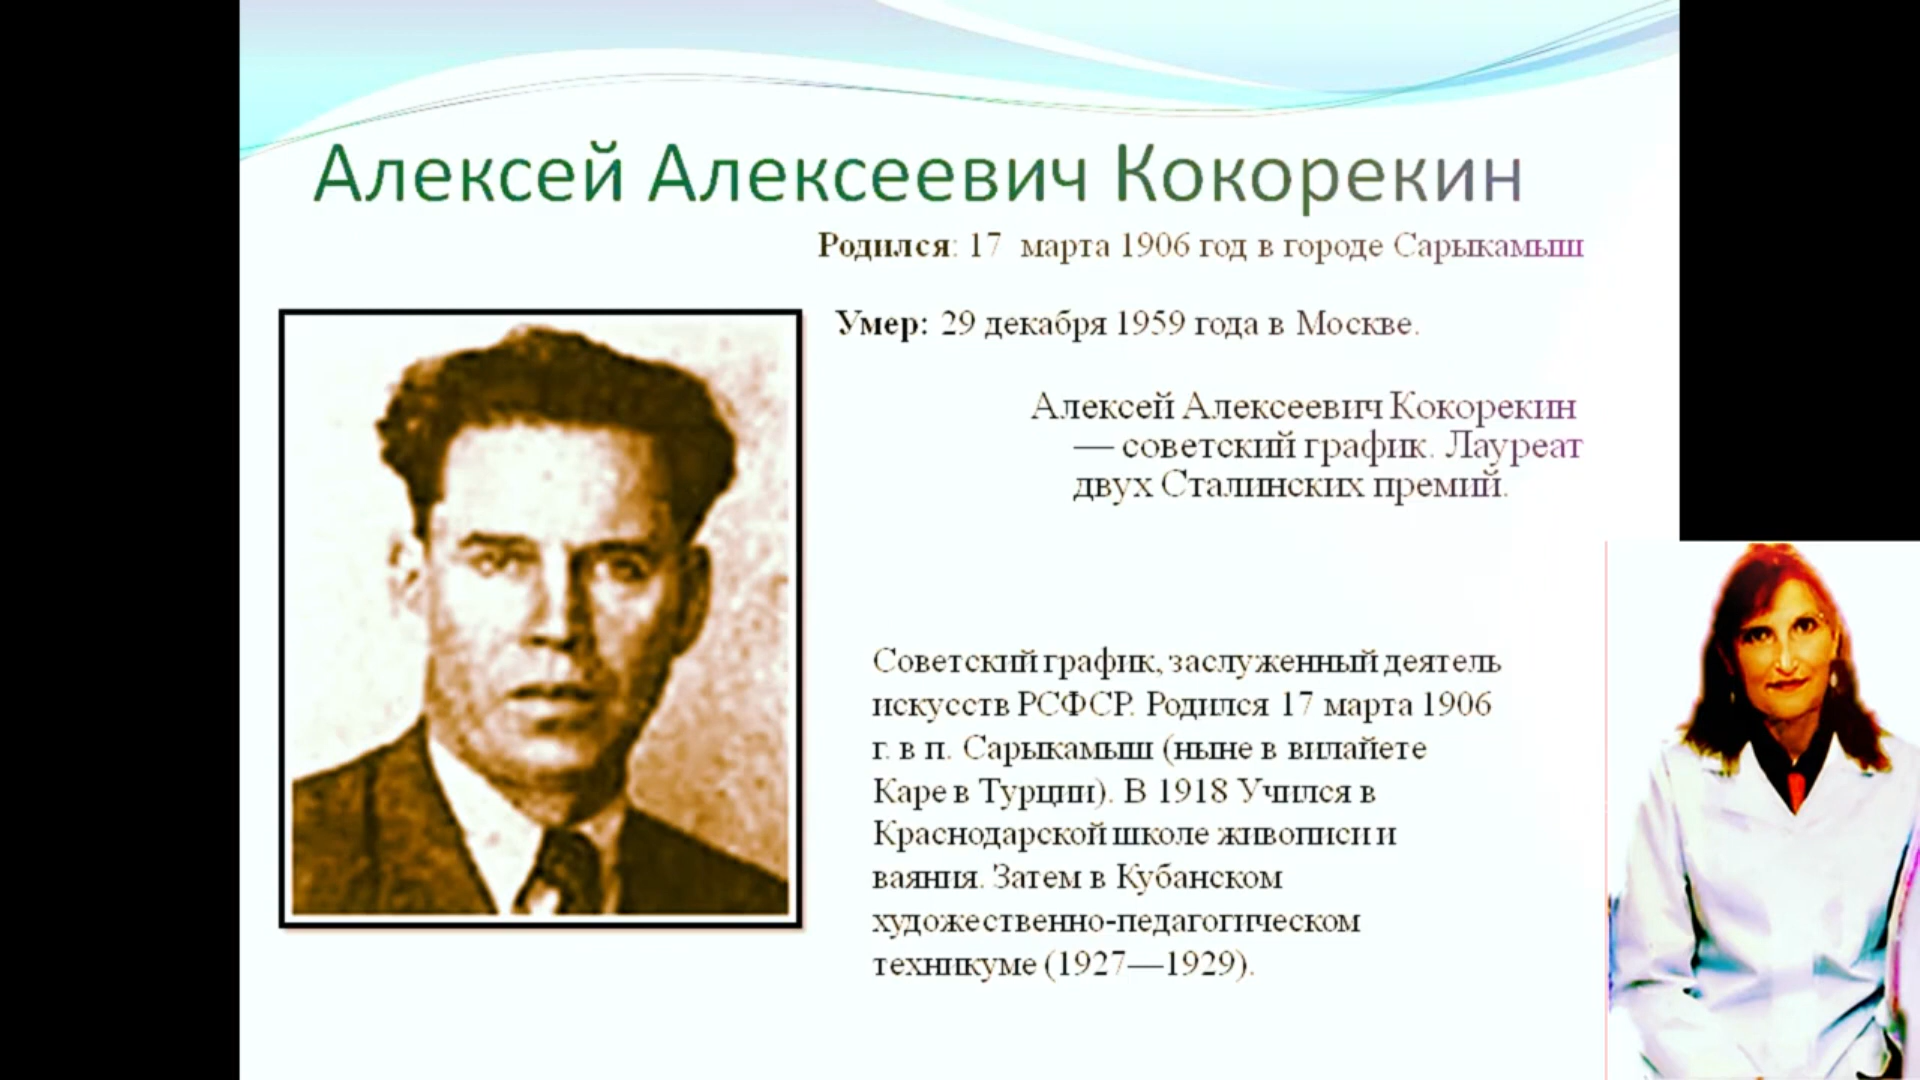 Алексей Алексеевич Кокорекин
Родился: 17 марта 1906 год в городе Сарыкамыш
Умер: 29 декабря 1959 года в Москве.
Алексей Алексеевич Кокорекин
— советский график. Лауреат
двух Сталинских премий.
Советский график, заслуженный деятель
искусств РСФСР. Родился 17 марта 1906
г. в п. Сарыкамыш (ныне в вилайете
Каре в Турции). В 1918 Учился в
Краснодарской школе живописи и
ваяния. Затем в Кубанском
художественно-педагогическом
техникуме (1927—1929).